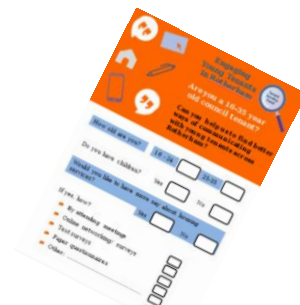 Engaging
Young Tenants
in Rotherham
Are you a 16-25 year
old council tenant?
Can you help us to find better
ways of communicating
with young tenants across
Rotherham?
How old are you?
Do you have children?
Yes
No
Would you like to have more say about housing
services?
Yes
No
If yes, how?
By attending meetings
Online networking/ surveys
Text surveys
Paper questionnaires
Other: